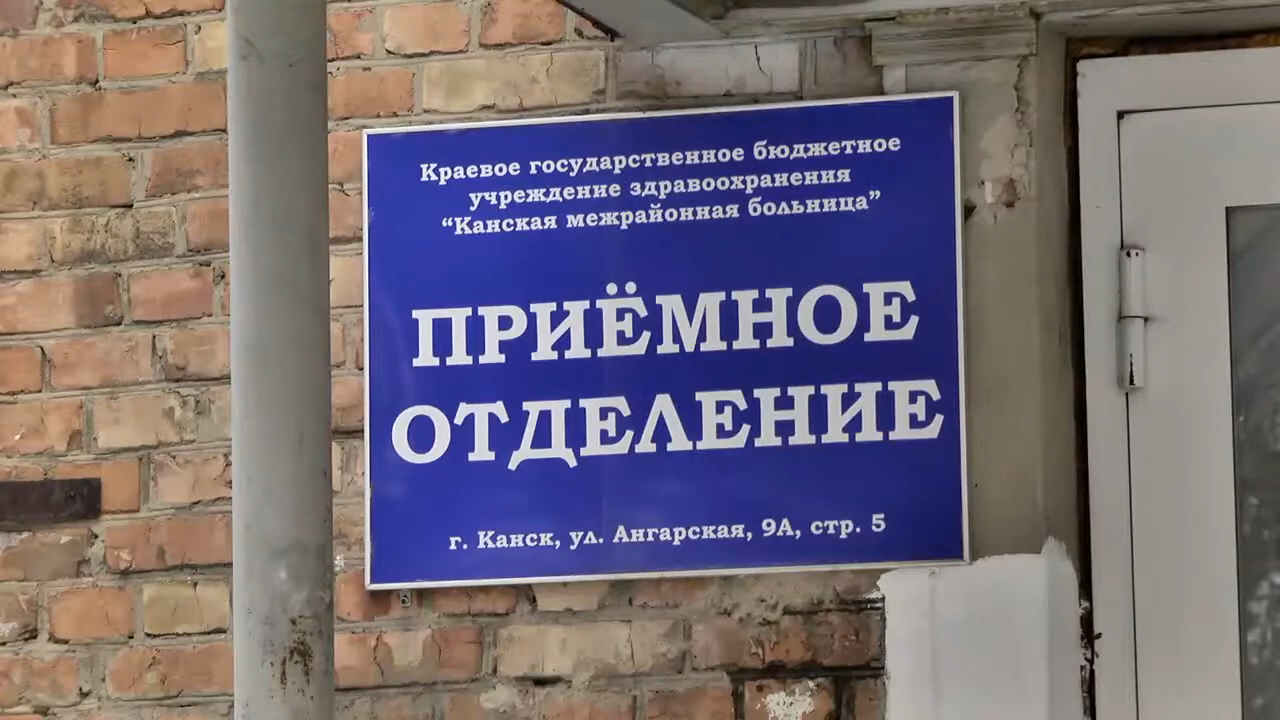 Краевое государственное бюджетное
учреждение здравоохранения
“Канская межрайонная больница”
ПРИЁМНОЕ
ОТДЕЛЕНИЕ
г. Канск, ул. Ангарская, 9А, стр. 5